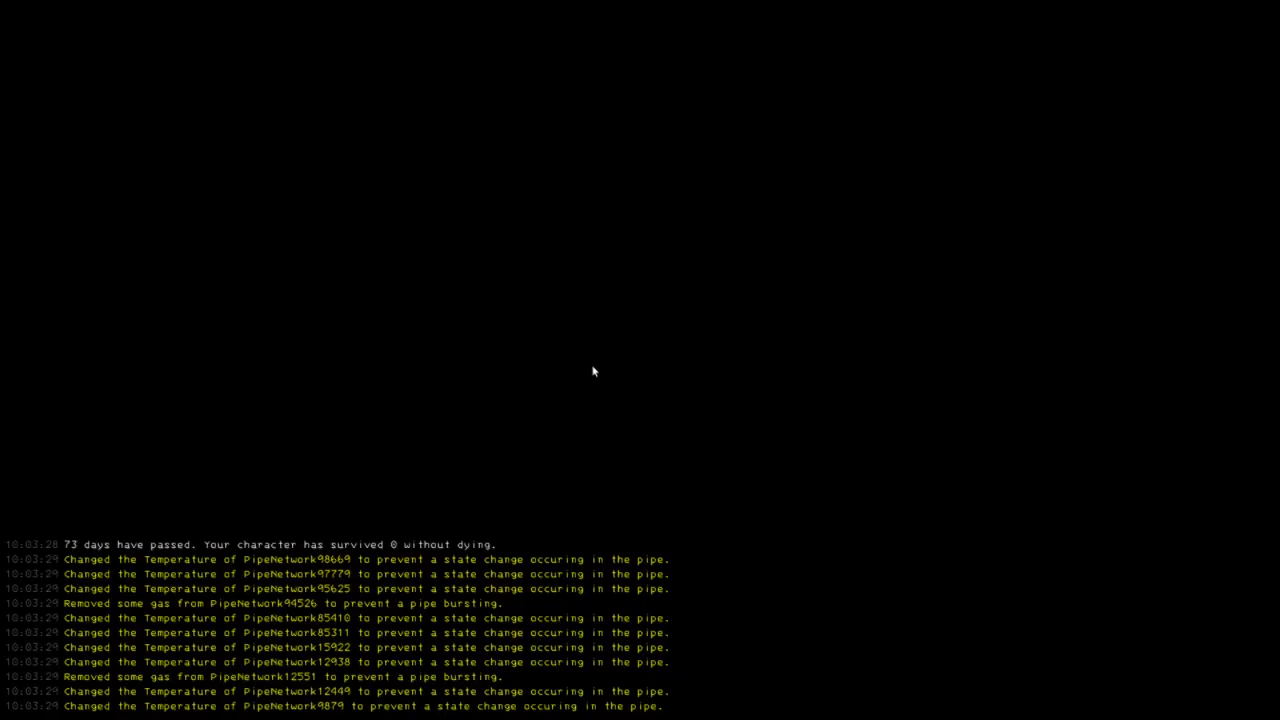 10:03:28 73 days have passed. Your character has survived 0 without dying.
10:03:29 Changed the Temperature of PipeNetwork98669 to prevent a state change occuring in the pipe.
10:03:29 Changed the Temperature of PipeNetwork97779 to prevent a state change occuring in the pipe.
10:03:29 Changed the Temperature of PipeNetwork95625 to prevent a state change occuring in the pipe.
10:03:29 Removed some gas from PipeNetwork94526 to prevent a pipe bursting.
10:03:29 Changed the Temperature of PipeNetwork85410 to prevent a state change occuring in the pipe.
10:03:29 Changed the Temperature of PipeNetwork85311 to prevent a state change occuring in the pipe.
10:03:29 Changed the Temperature of PipeNetwork15922 to prevent a state change occuring in the pipe.
10:03:29 Changed the Temperature of PipeNetwork12938 to prevent a state change occuring in the pipe.
10:03:29 Removed some gas from PipeNetwork12551 to prevent a pipe bursting.
10:03:29 Changed the Temperature of PipeNetwork12449 to prevent a state change occuring in the pipe.
10:03:29 Changed the Temperature of PipeNetwork9879 to prevent a state change occuring in the pipe.